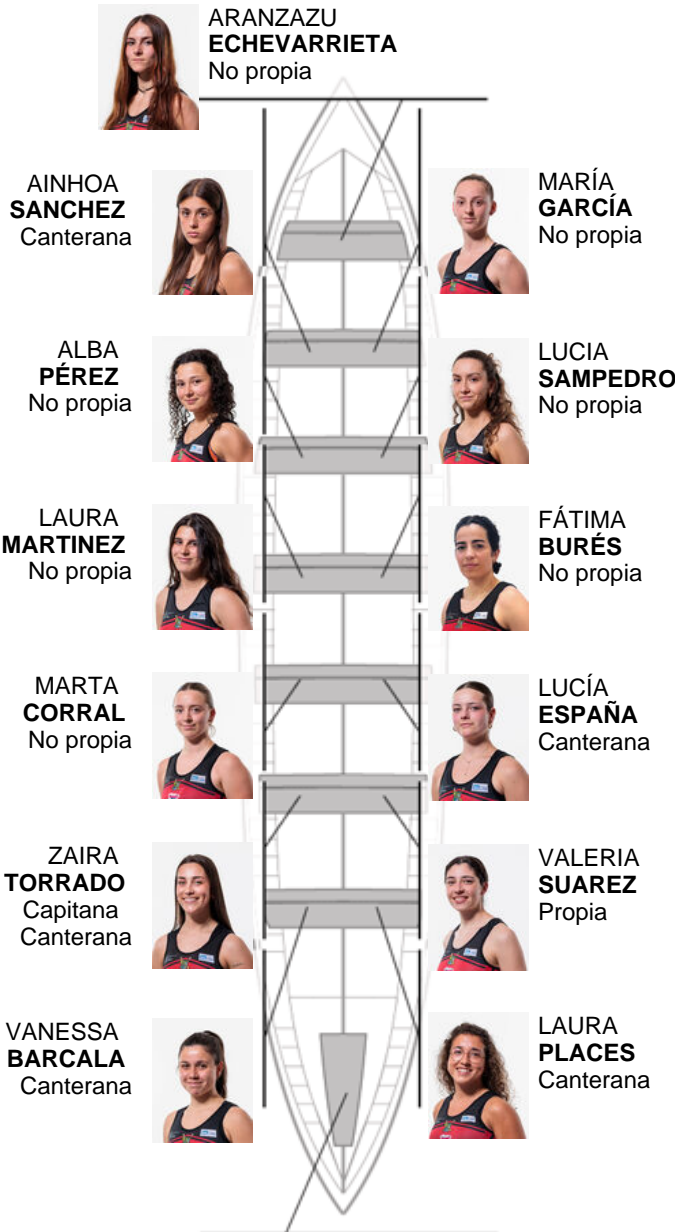 ARANZAZU
ECHEVARRIETA
No propia
AINHOA
SANCHEZ
Canterana
MARÍA
GARCÍA
No propia
ALBA
PÉREZ
No propia
LUCIA
SAMPEDRO
No propia
LAURA
MARTINEZ
No propia
FÁTIMA
BURÉS
No propia
MARTA
CORRAL
No propia
LUCÍA
ESPAÑA
Canterana
ZAIRA
TORRADO
Capitana
Canterana
VALERIA
SUAREZ
Propia
VANESSA
BARCALA
Canterana
LAURA
PLACES
Canterana